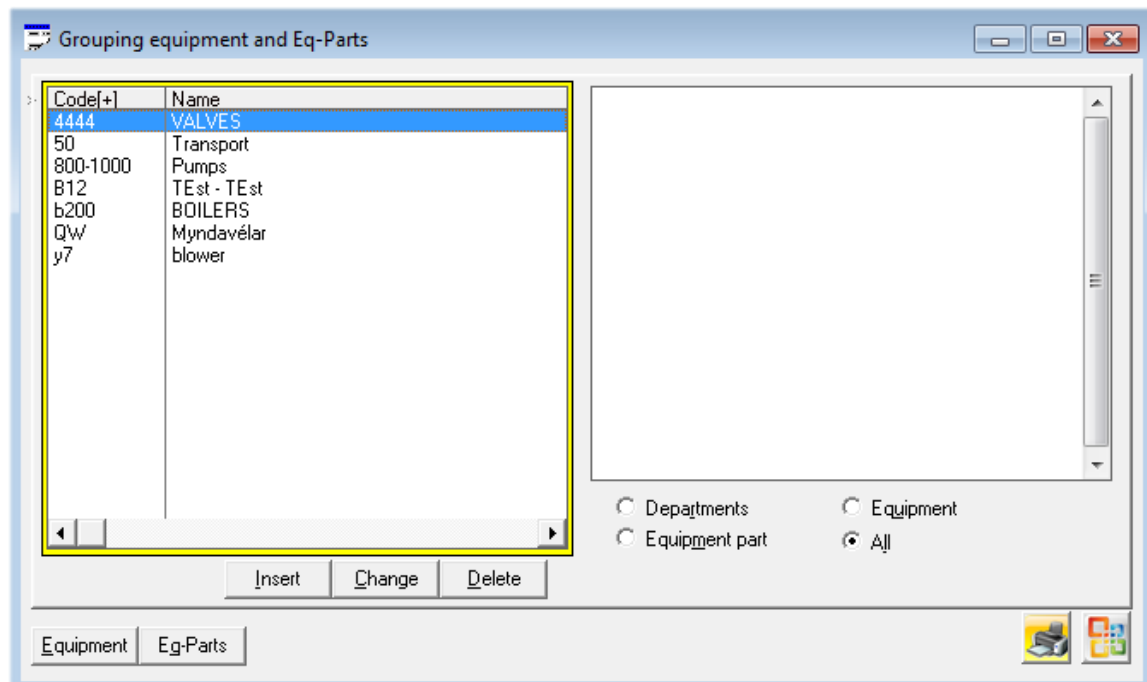 Grouping equipment and Eq-Parts
Code[+] Name
4444 VALVES
50 Transport
800-1000 Pumps
B12 TEst - TEst
b200 BOILERS
QW Myndavélar
y7 blower
Departments Equipment
Equipment part All
Insert Change Delete
Equipment Eg-Parts